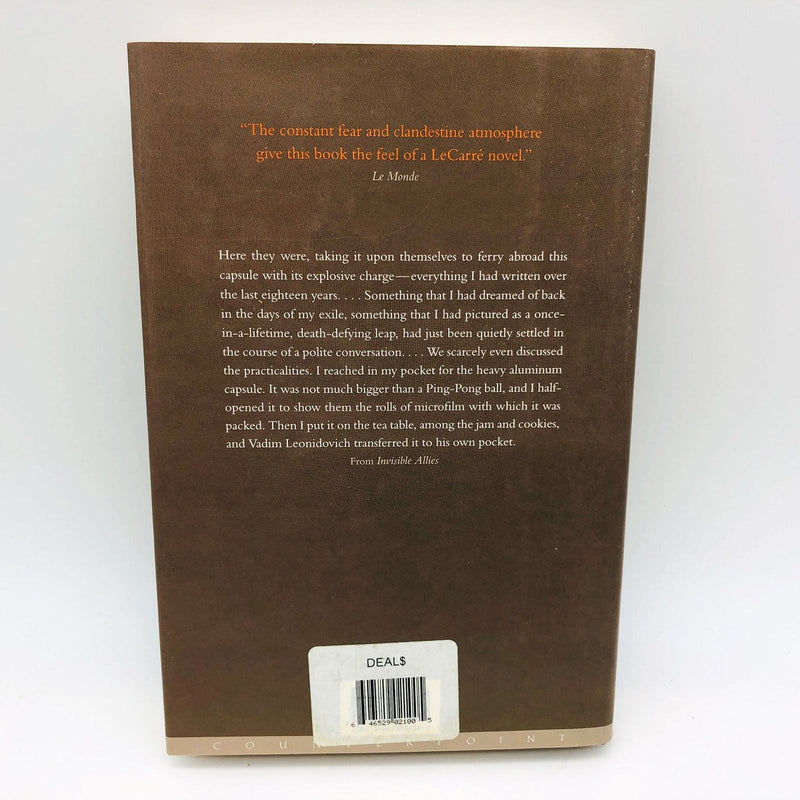 “The constant fear and clandestine atmosphere
give this book the feel of a LeCarré novel.”
Le Monde
Here they were, taking it upon themselves to ferry abroad this
capsule with its explosive charge—everything I had written over
the last eighteen years. . . . Something that I had dreamed of back
in the days of my exile, something that I had pictured as a once-
in-a-lifetime, death-defying leap, had just been quietly settled in
the course of a polite conversation. . . . We scarcely even discussed
the practicalities. I reached in my pocket for the heavy aluminum
capsule. It was not much bigger than a Ping-Pong ball, and I half-
opened it to show them the rolls of microfilm with which it was
packed. Then I put it on the tea table, among the jam and cookies,
and Vadim Leonidovich transferred it to his own pocket.
From Invisible Allies
DEAL$
6 46529 02100 5
COUNTERPOINT